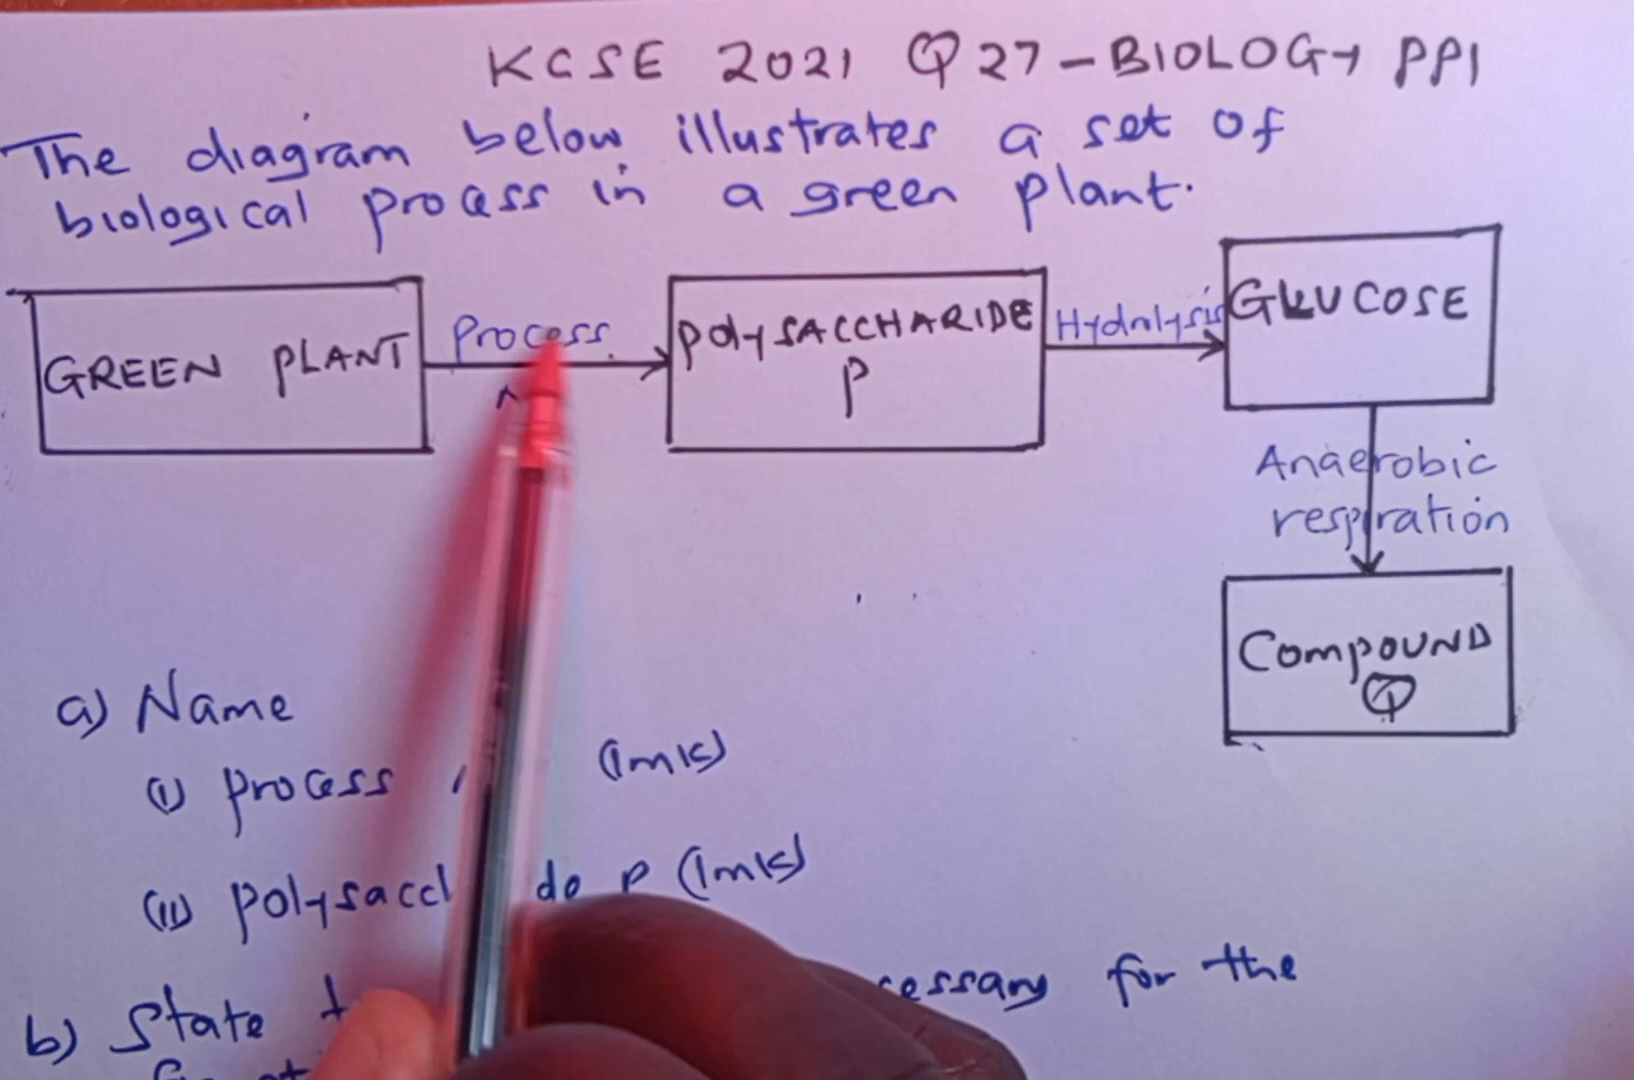 KCSE 2021 Q27-BIOLOGY PP1
The diagram below illustrates a set of
biological process in a green plant.
GREEN PLANT
Process
POLYSACCHARIDE
P
Hydrolysis
GLUCOSE
Anaerobic
respiration
COMPOUND
Q
a) Name
(i) process (1mk)
(ii) P (1mk)
b) State for the